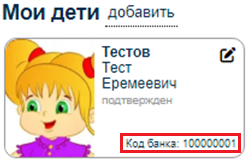 Мои дети добавить
Тестов
Тест
Еремеевич
подтвержден
Код банка: 100000001